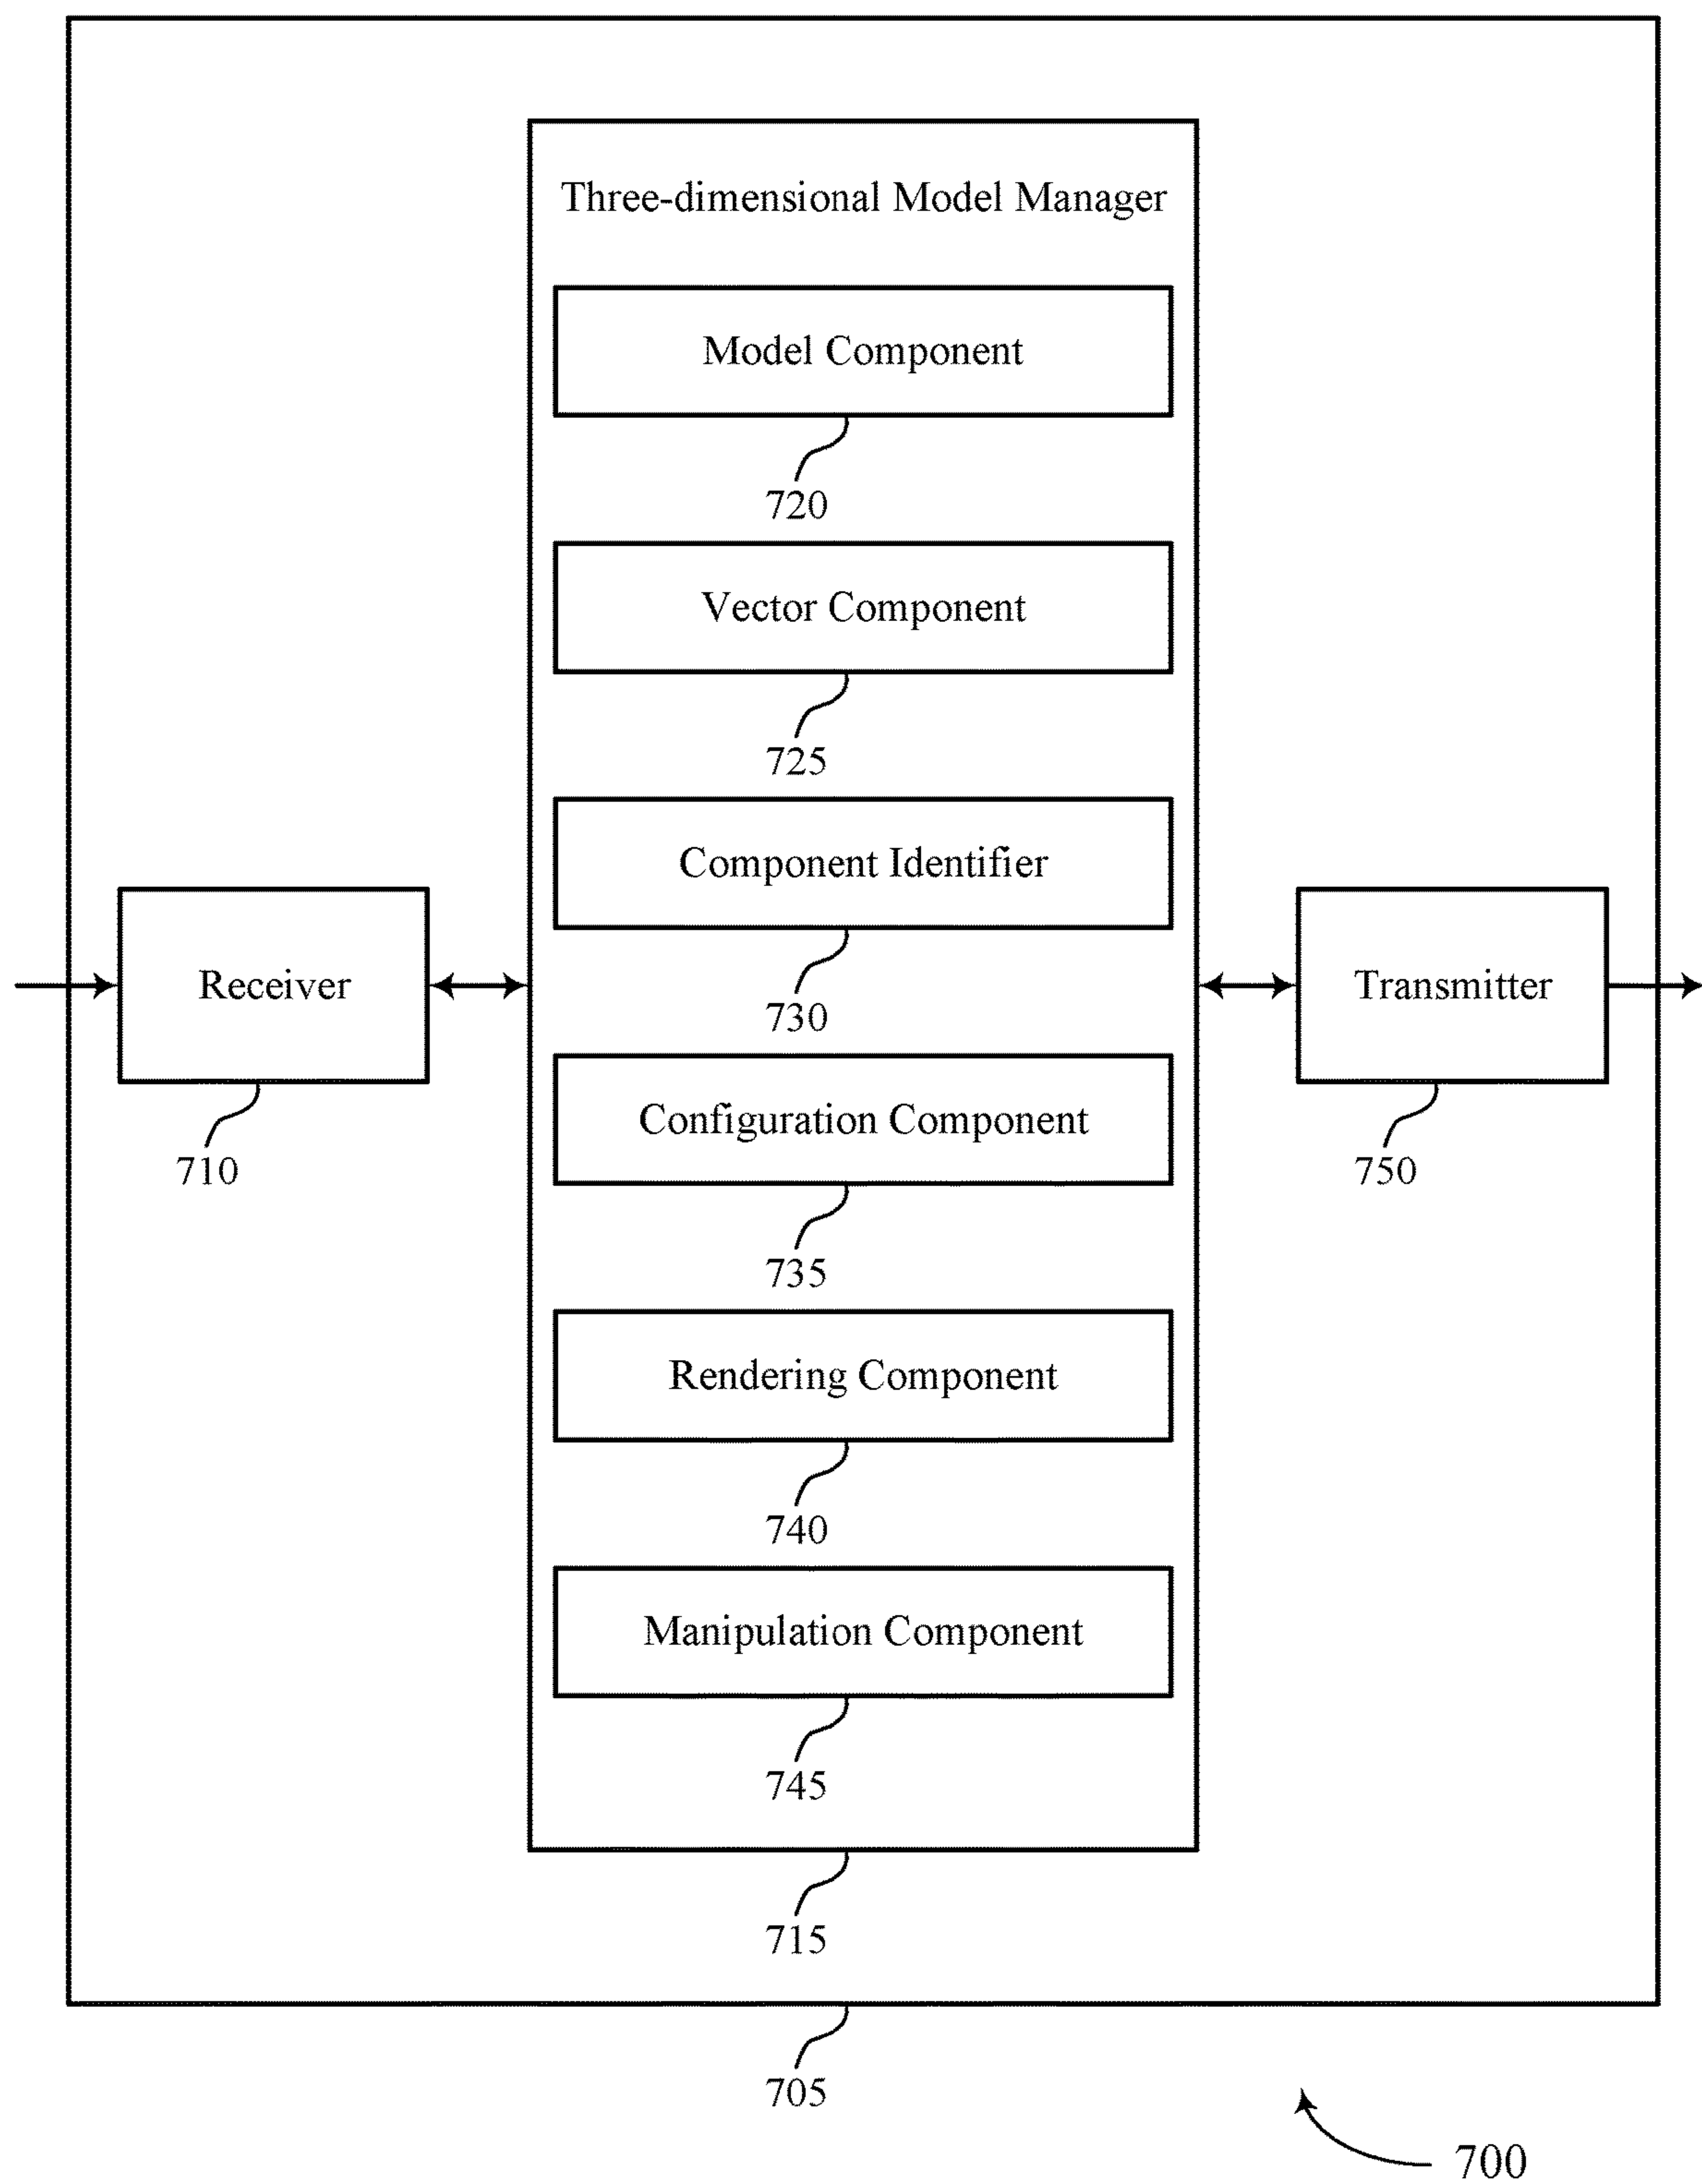 Three-dimensional Model Manager
Model Component
720
Vector Component
725
Component Identifier
730
Receiver
710
Transmitter
750
Configuration Component
735
Rendering Component
740
Manipulation Component
745
715
705
700